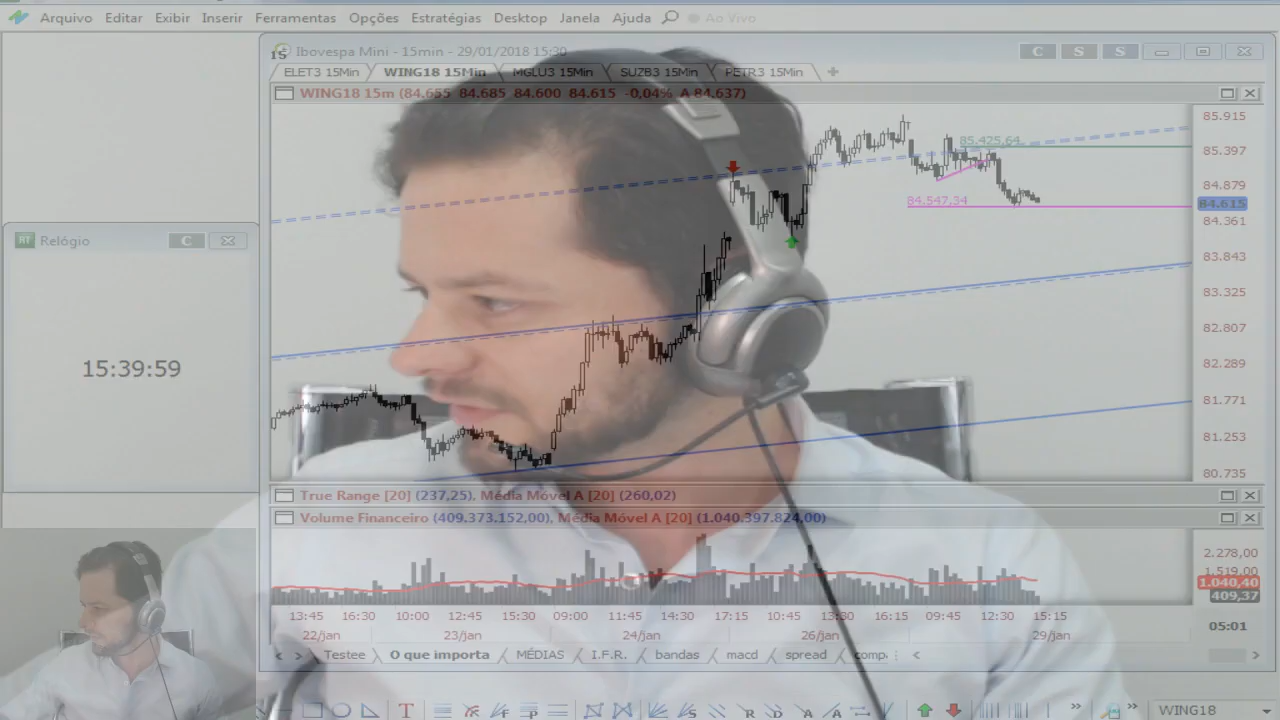 Arquivo Editar Exibir Inserir Ferramentas Opções Estratégias Desktop Janela Ajuda Ao Vivo
Ibovespa Mini - 15min - 29/01/2018 15:30
C S S
ELET3 15Min WING18 15Min MGLU3 15Min SUZB3 15Min PETR3 15Min
WING18 15m (84.655 84.685 84.600 84.615 -0,04% A 84.637)
85.915
85.425,64
85.397
84.879
84.547,34
84.615
84.361
RT Relógio C
83.843
83.325
82.807
15:39:59
82.289
81.771
81.253
80.735
True Range [20] (237,25), Média Móvel A [20] (260,02)
Volume Financeiro (409.373.152,00), Média Móvel A [20] (1.040.397.824,00)
2.278,00
1.519,00
1.040,40
409,37
13:45 16:30 10:00 12:45 15:30 09:00 11:45 14:30 17:15 10:45 13:30 16:15 09:45 12:30 15:15
22/jan 23/jan 24/jan 26/jan 29/jan
05:01
Testee O que importa MÉDIAS I.F.R. bandas macd spread comp
WING18